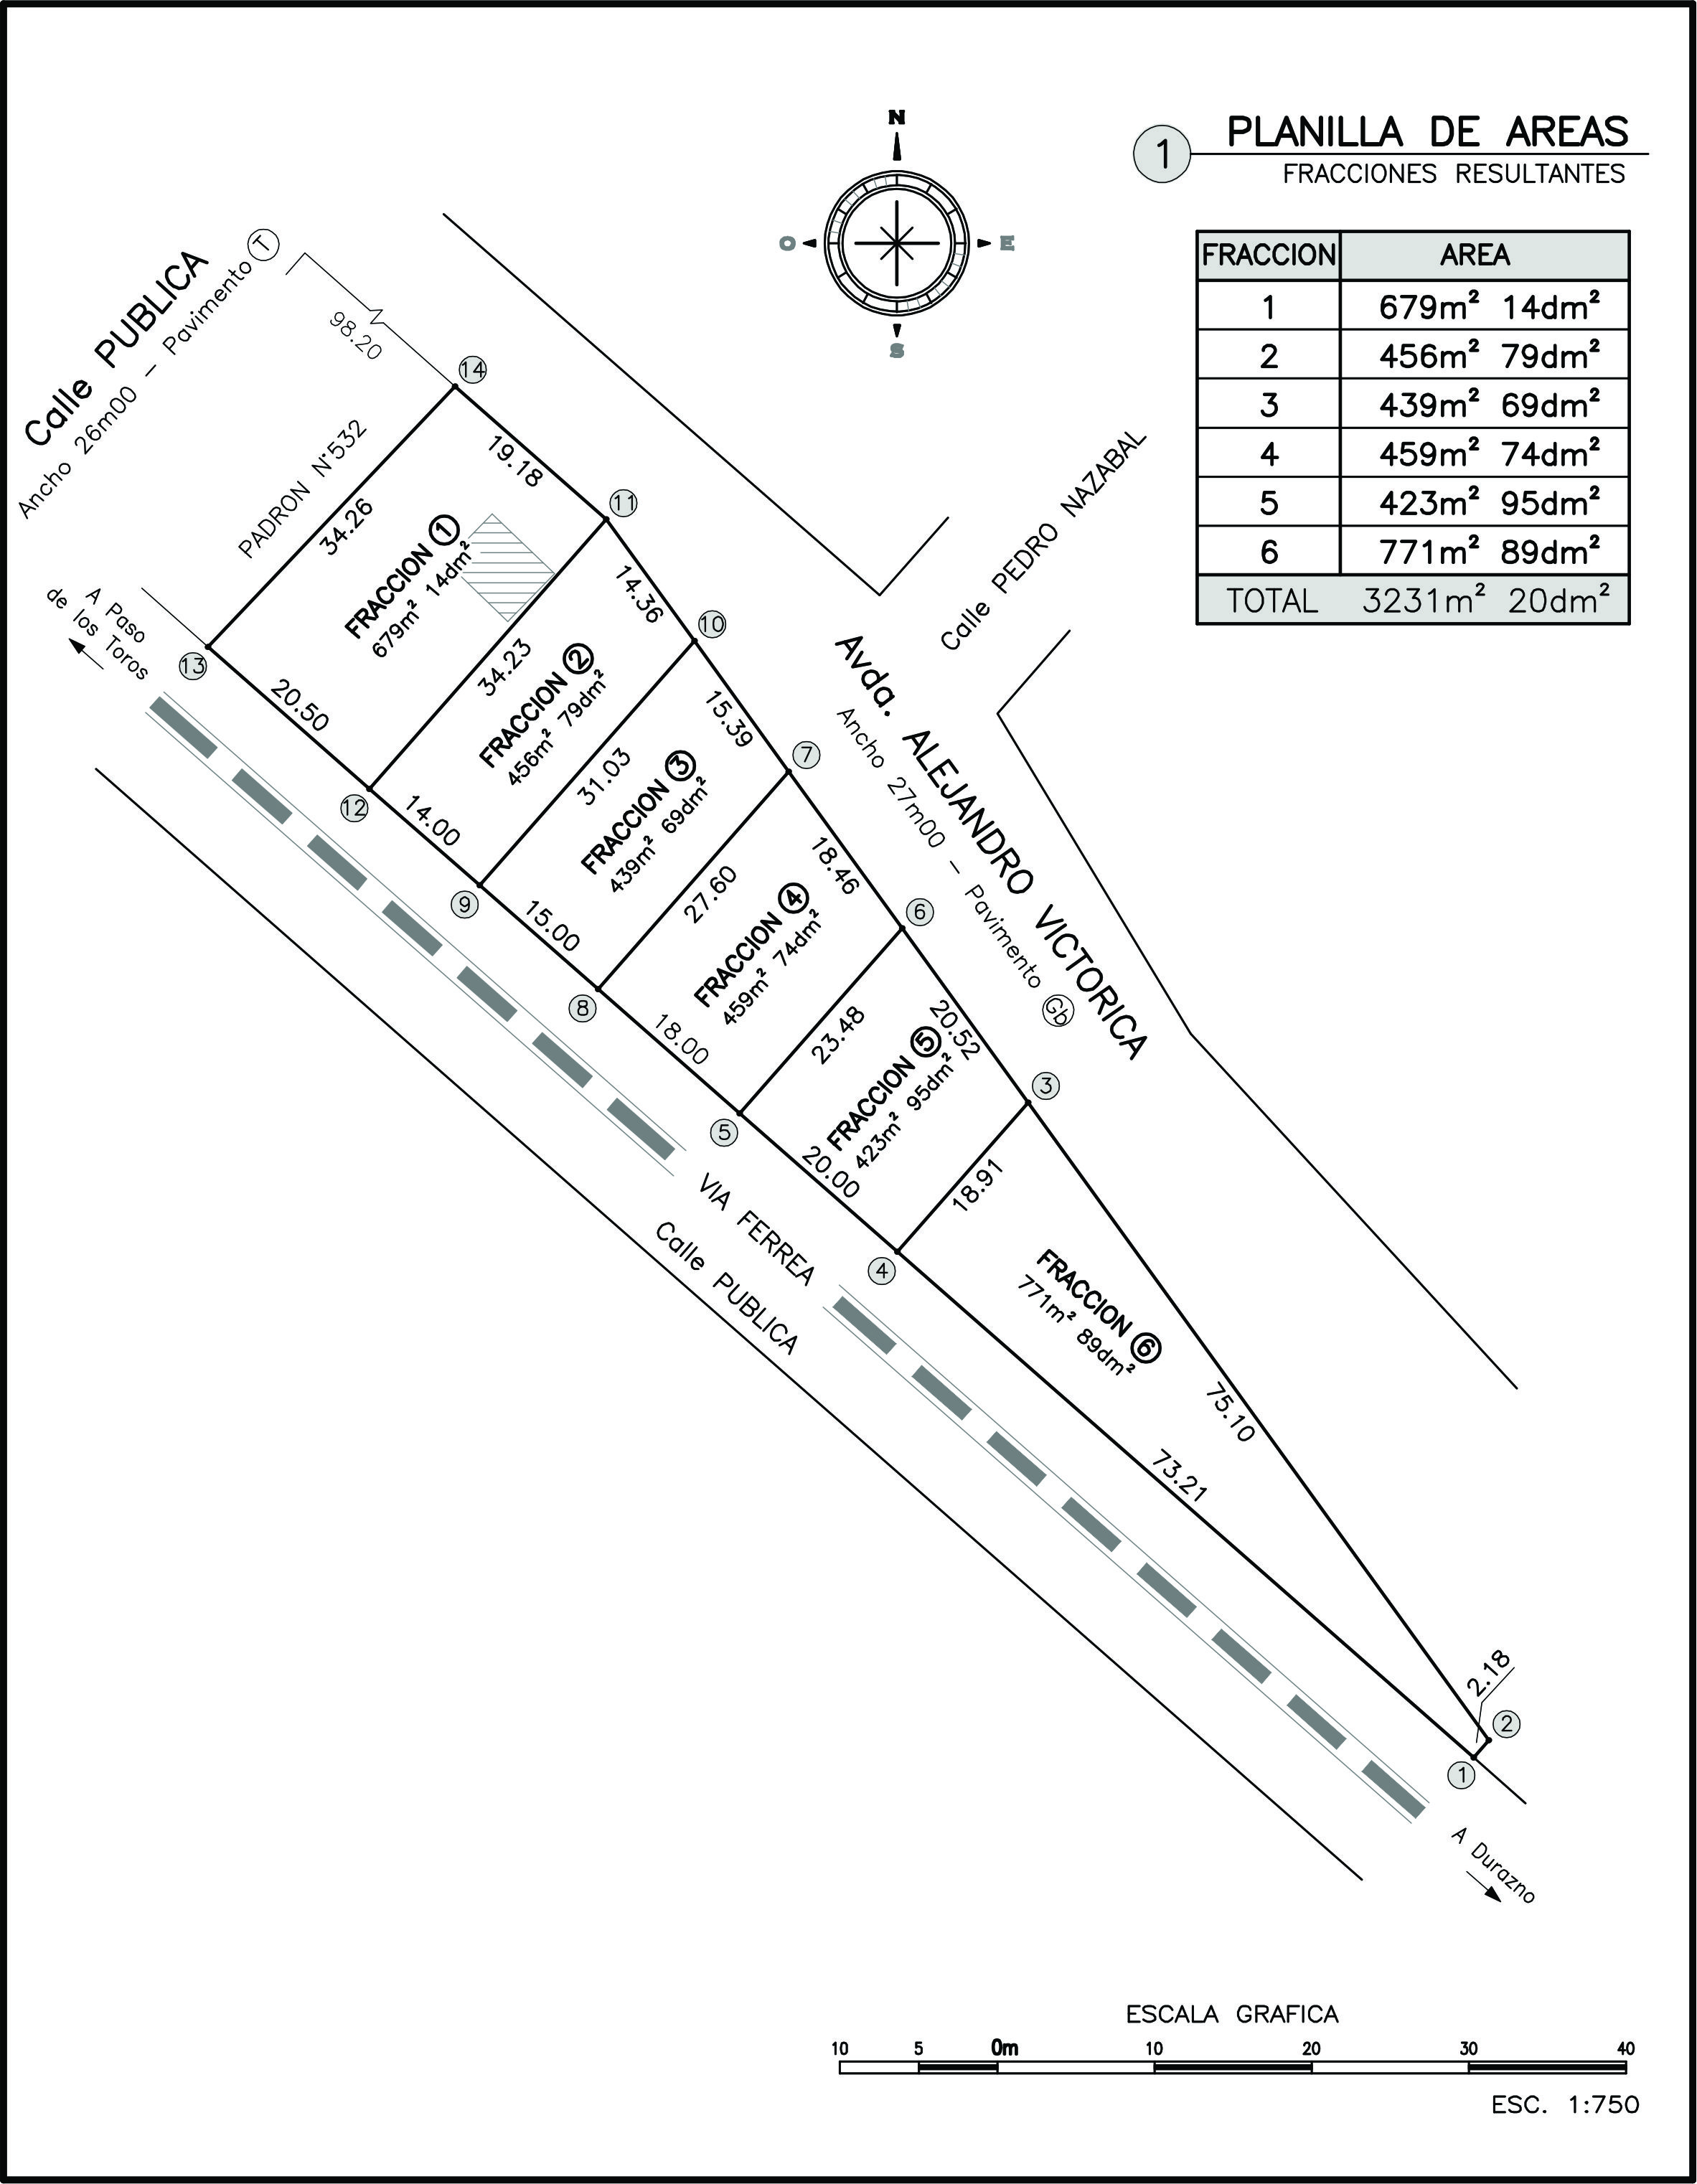 N
O
E
S
1
PLANILLA DE AREAS
FRACCIONES RESULTANTES
FRACCION AREA
1 679m² 14dm²
2 456m² 79dm²
3 439m² 69dm²
4 459m² 74dm²
5 423m² 95dm²
6 771m² 89dm²
TOTAL 3231m² 20dm²
Calle PUBLICA
Ancho 26m00 - Pavimento T
98.20
PADRON N°532
14
19.18
34.26
FRACCION 1
679m² 14dm²
11
A Paso
de los Toros
13
20.50
34.23
14.36
10
FRACCION 2
456m² 79dm²
12
14.00
31.03
15.39
7
FRACCION 3
439m² 69dm²
9
15.00
27.60
18.46
6
FRACCION 4
459m² 74dm²
8
18.00
23.48
20.52
3
FRACCION 5
423m² 95dm²
5
20.00
18.91
4
FRACCION 6
771m² 89dm²
75.10
73.21
2.18
2
1
Calle PEDRO NAZABAL
Avda. ALEJANDRO VICTORICA
Ancho 27m00 - Pavimento Gb
VIA FERREA
Calle PUBLICA
A Durazno
ESCALA GRAFICA
10 5 0m 10 20 30 40
ESC. 1:750